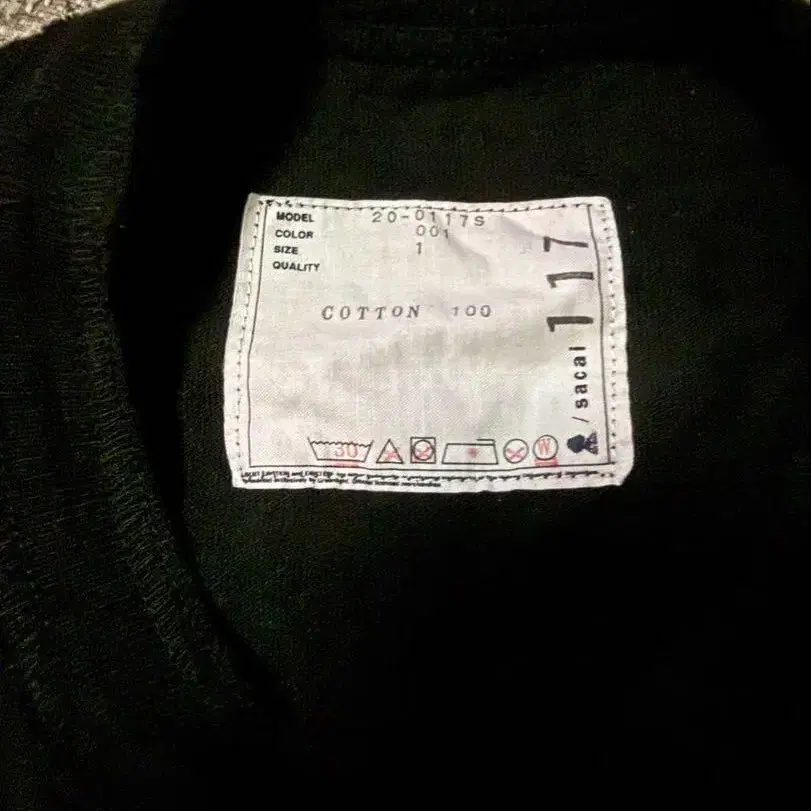 MODEL 20-0117S
COLOR 001
SIZE 1
QUALITY
COTTON 100
/sacai 117
30
W